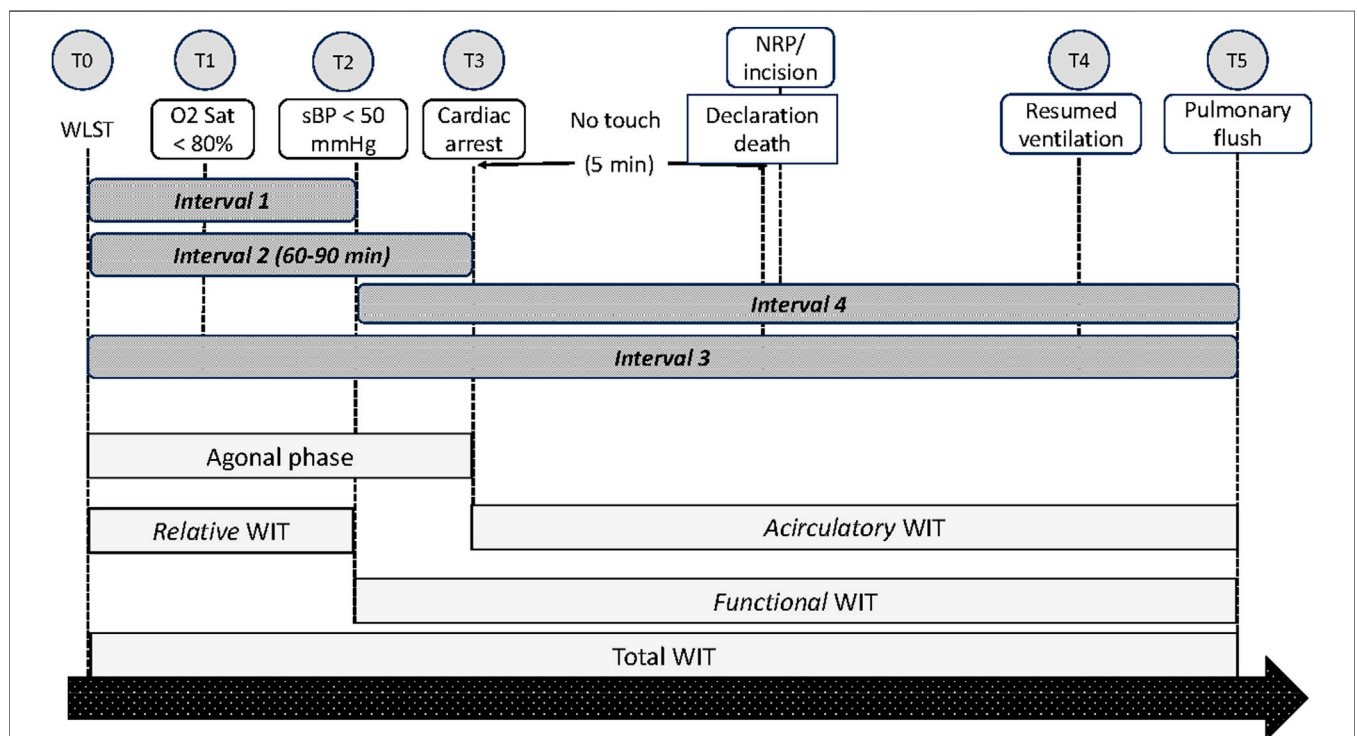 T0
T1
T2
T3
NRP/
incision
T4
T5
WLST
O2 Sat
< 80%
sBP < 50
mmHg
Cardiac
arrest
No touch
(5 min)
Declaration
death
Resumed
ventilation
Pulmonary
flush
Interval 1
Interval 2 (60-90 min)
Interval 4
Interval 3
Agonal phase
Relative WIT
Acirculatory WIT
Functional WIT
Total WIT